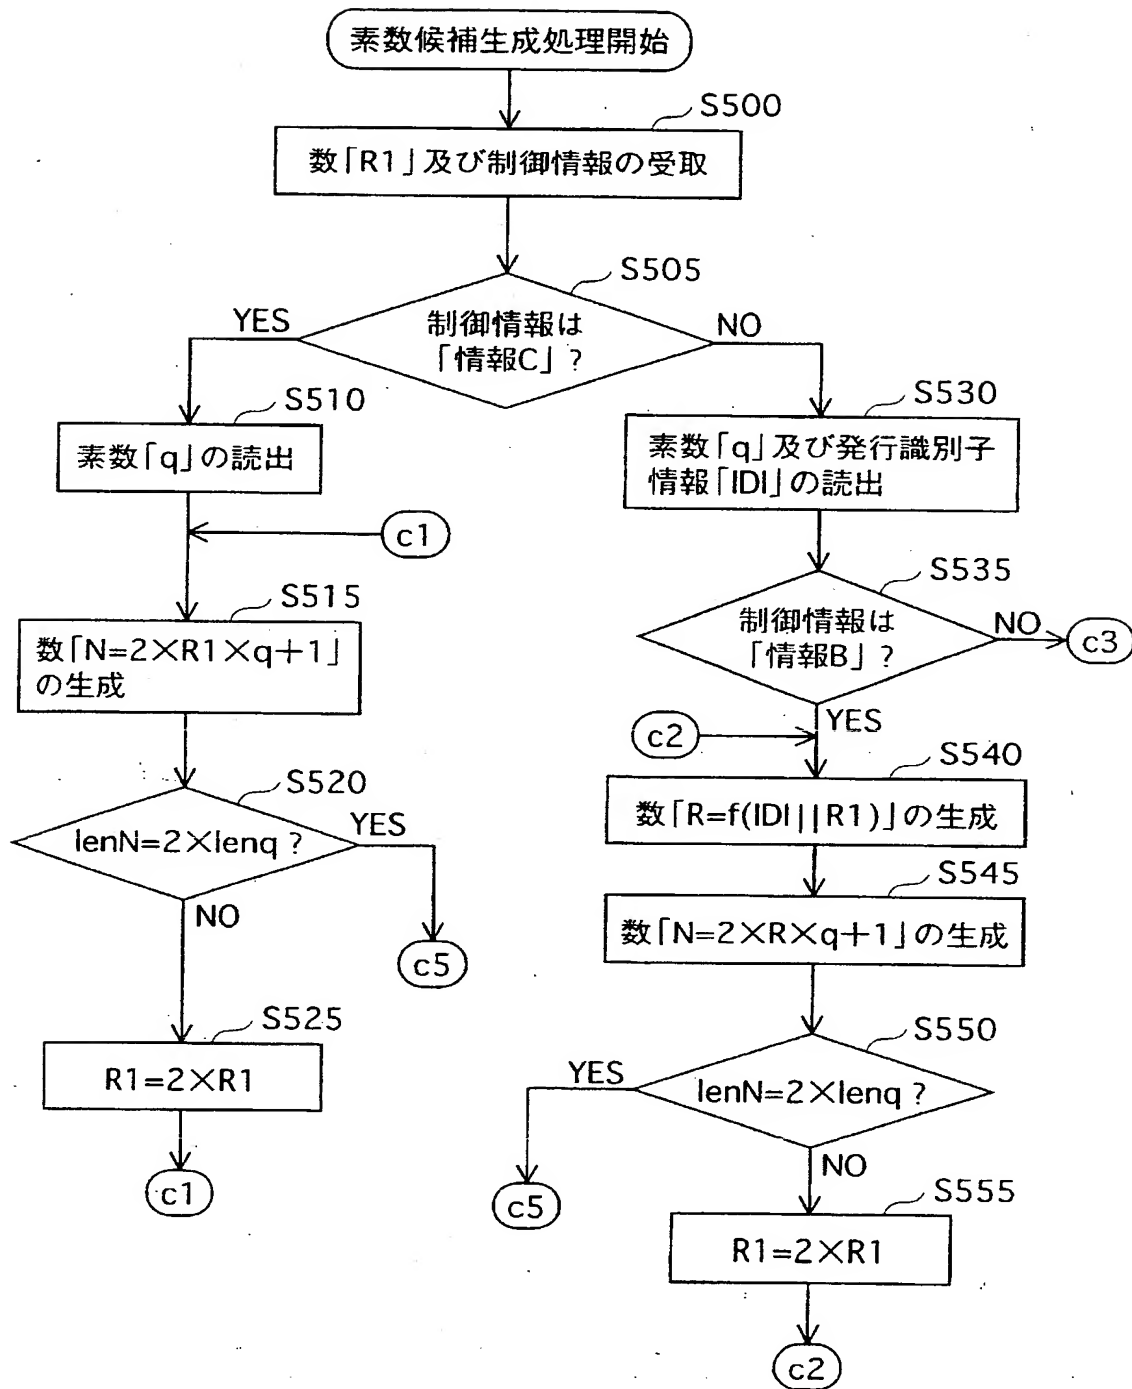 素数候補生成処理開始
S500
数「R1」及び制御情報の受取
S505
制御情報は
「情報C」?
YES
NO
S510
素数「q」の読出
c1
S515
数「N=2×R1×q+1」
の生成
S520
lenN=2×lenq?
YES
NO
c5
S525
R1=2×R1
c1
S530
素数「q」及び発行識別子
情報「IDI」の読出
S535
制御情報は
「情報B」?
NO
c3
YES
c2
S540
数「R=f(IDI||R1)」の生成
S545
数「N=2×R×q+1」の生成
S550
lenN=2×lenq?
YES
NO
c5
S555
R1=2×R1
c2